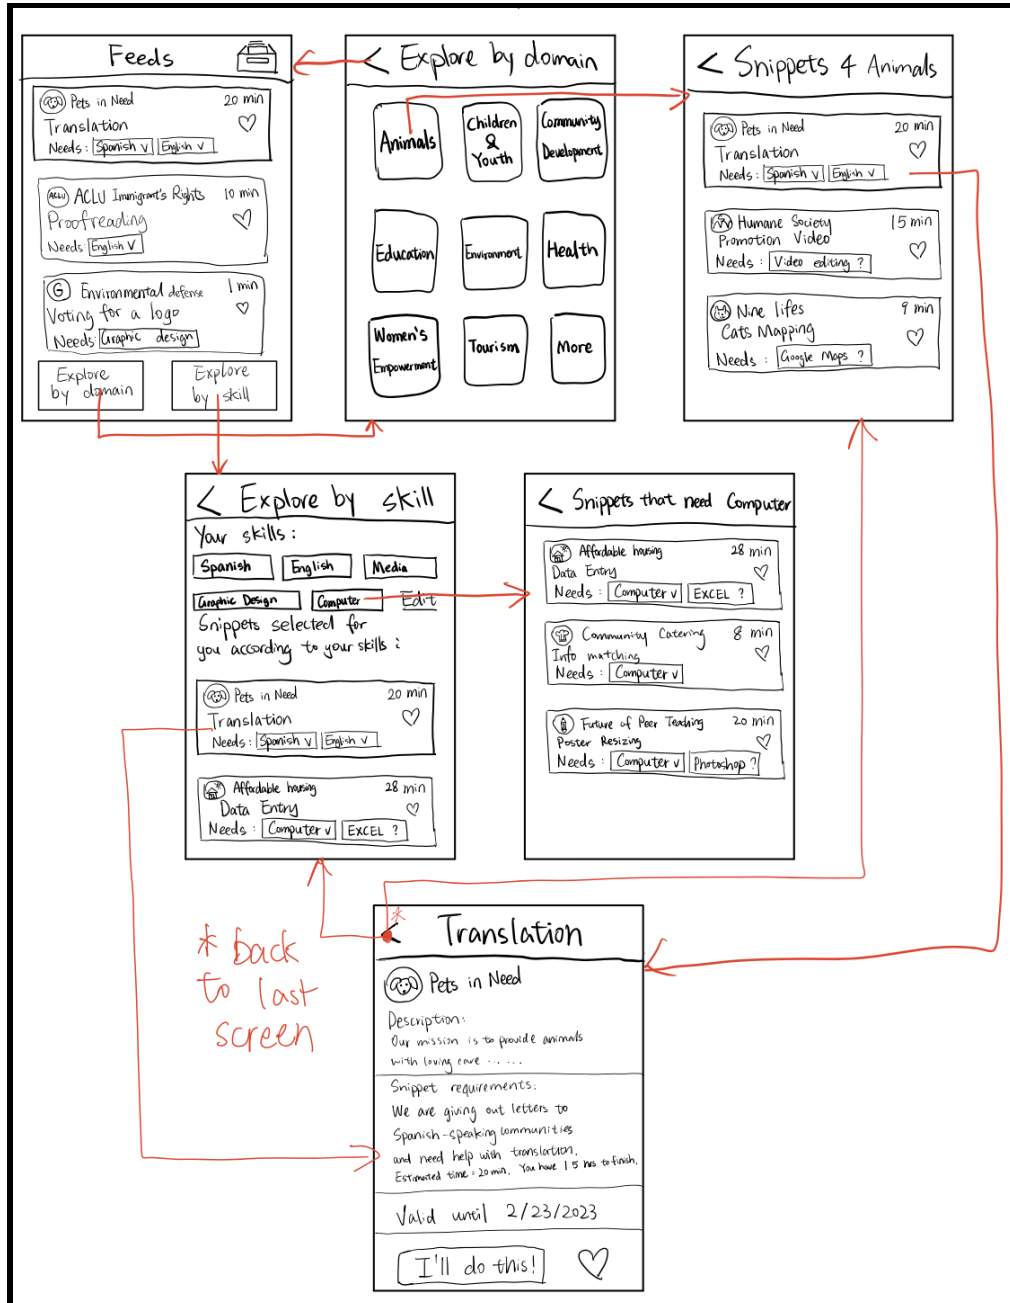 Feeds
Pets in Need 20 min
Translation
Needs: Spanish v English v
ACLU ACLU Immigrant's Rights 10 min
Proofreading
Needs: English v
G Environmental defense 1 min
Voting for a logo
Needs: Graphic design
Explore by domain
Explore by skill
< Explore by domain
Animals
Children & Youth
Community Development
Education
Environment
Health
Women's Empowerment
Tourism
More
< Snippets 4 Animals
Pets in Need 20 min
Translation
Needs: Spanish v English v
Humane Society 15 min
Promotion Video
Needs: Video editing ?
Nine lifes 9 min
Cats Mapping
Needs: Google Maps ?
< Explore by skill
Your skills:
Spanish English Media
Graphic Design Computer Edit
Snippets selected for
you according to your skills:
Pets in Need 20 min
Translation
Needs: Spanish v English v
Affordable housing 28 min
Data Entry
Needs: Computer v EXCEL ?
< Snippets that need Computer
Affordable housing 28 min
Data Entry
Needs: Computer v EXCEL ?
Community Catering 8 min
Info matching
Needs: Computer v
Future of Peer Teaching 20 min
Poster Resizing
Needs: Computer v Photoshop ?
* back
to last
screen
*
< Translation
Pets in Need
Description:
Our mission is to provide animals
with loving care ......
Snippet requirements:
We are giving out letters to
Spanish-speaking communities
and need help with translation.
Estimated time = 20 min. You have 1.5 hrs to finish.
Valid until 2/23/2023
I'll do this!